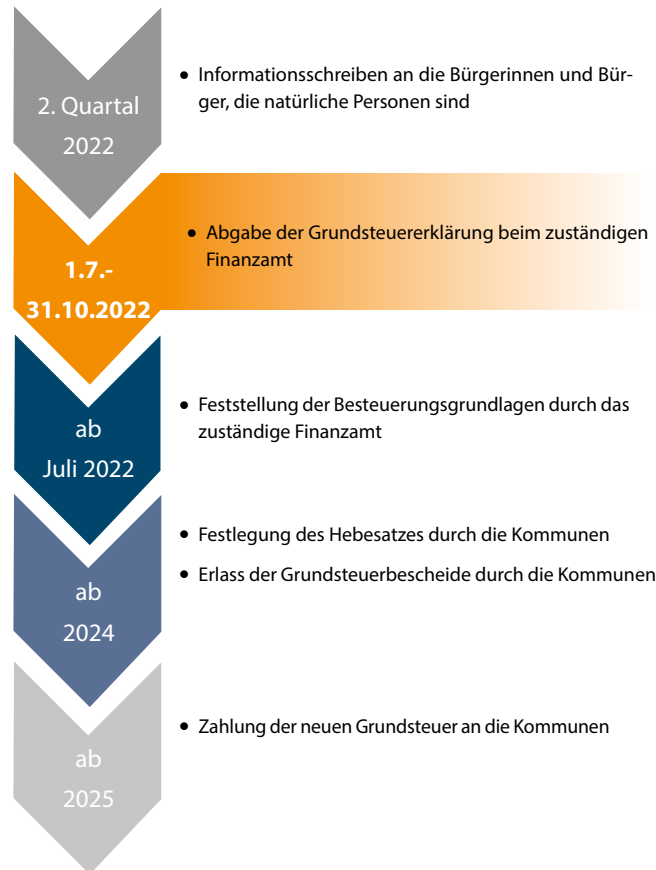 2. Quartal
2022
• Informationsschreiben an die Bürgerinnen und Bür-
ger, die natürliche Personen sind
1.7.-
31.10.2022
• Abgabe der Grundsteuererklärung beim zuständigen
Finanzamt
ab
Juli 2022
• Feststellung der Besteuerungsgrundlagen durch das
zuständige Finanzamt
ab
2024
• Festlegung des Hebesatzes durch die Kommunen
• Erlass der Grundsteuerbescheide durch die Kommunen
ab
2025
• Zahlung der neuen Grundsteuer an die Kommunen